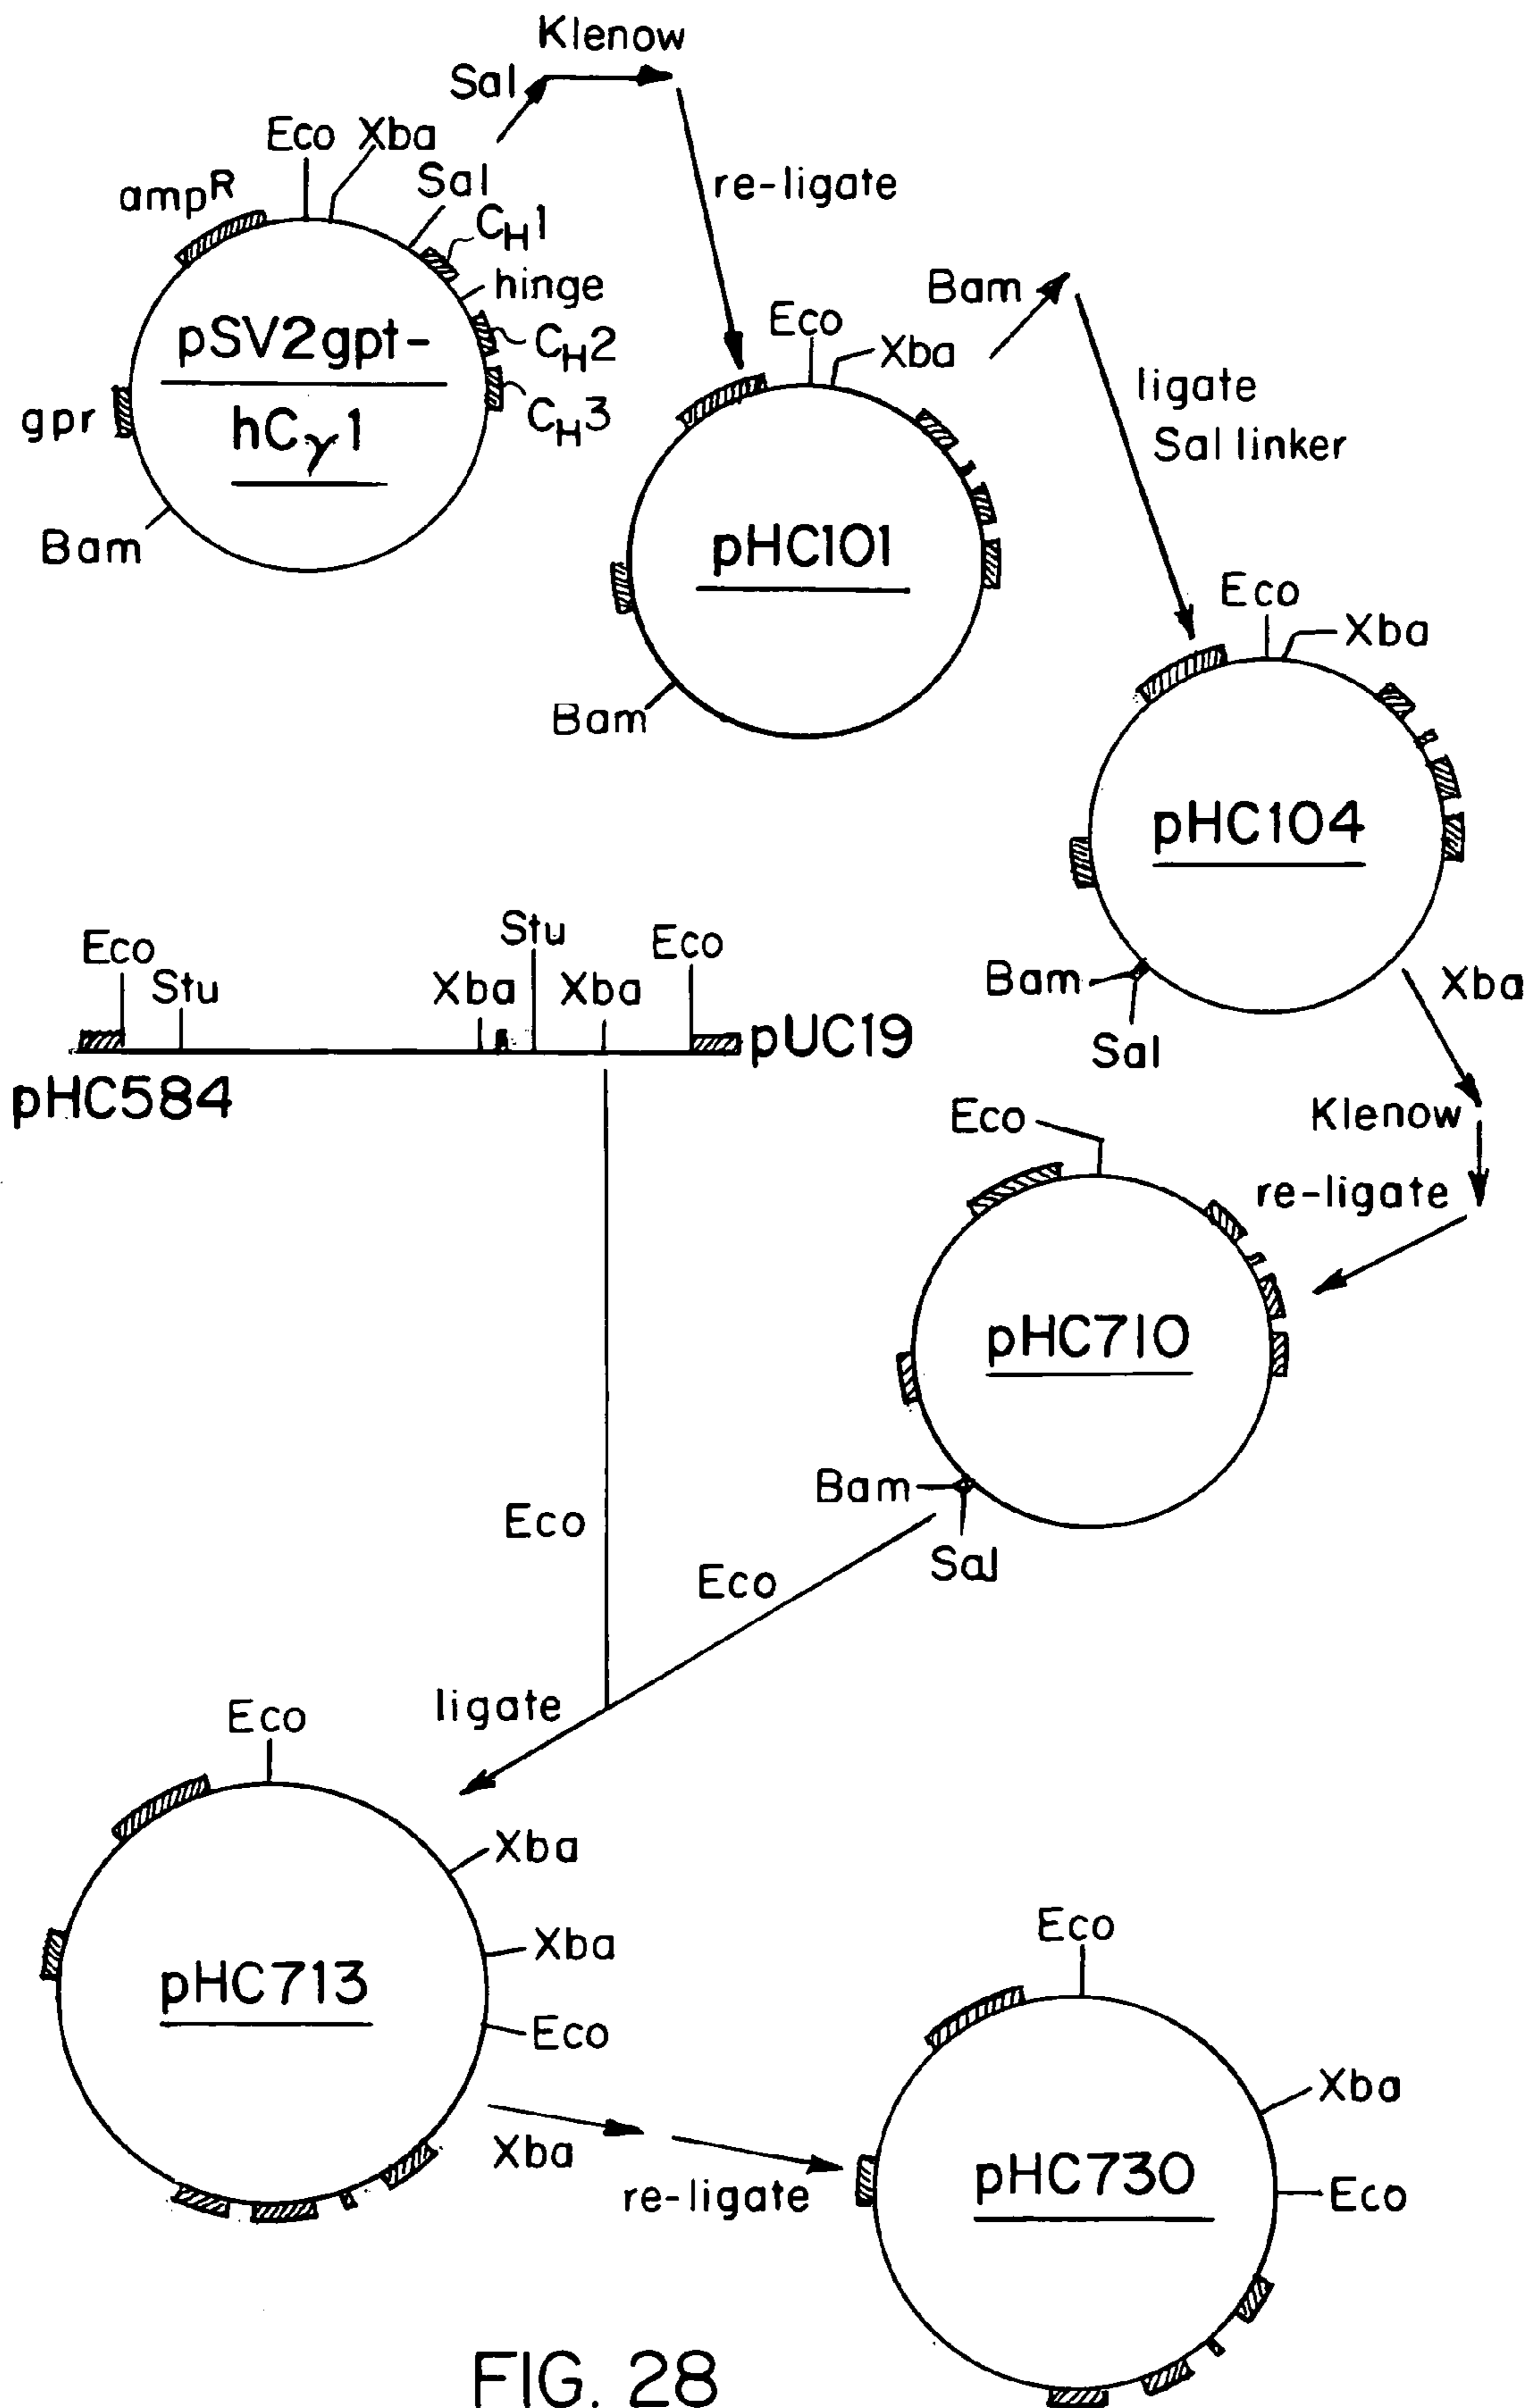 Klenow
Sal
re-ligate
Eco
Xba
ampR
Sal
CH1
hinge
CH2
CH3
pSV2gpt-
hCγ1
gpr
Bam
Bam
ligate
Sal linker
Eco
Xba
pHC101
Bam
Eco
Xba
pHC104
Bam
Sal
Xba
Klenow
re-ligate
Eco
Stu
Xba
Stu
Xba
Eco
pUC19
pHC584
Eco
pHC710
Bam
Sal
Eco
Eco
ligate
Eco
Xba
Xba
Eco
pHC713
Xba
re-ligate
Eco
Xba
Eco
pHC730
FIG. 28